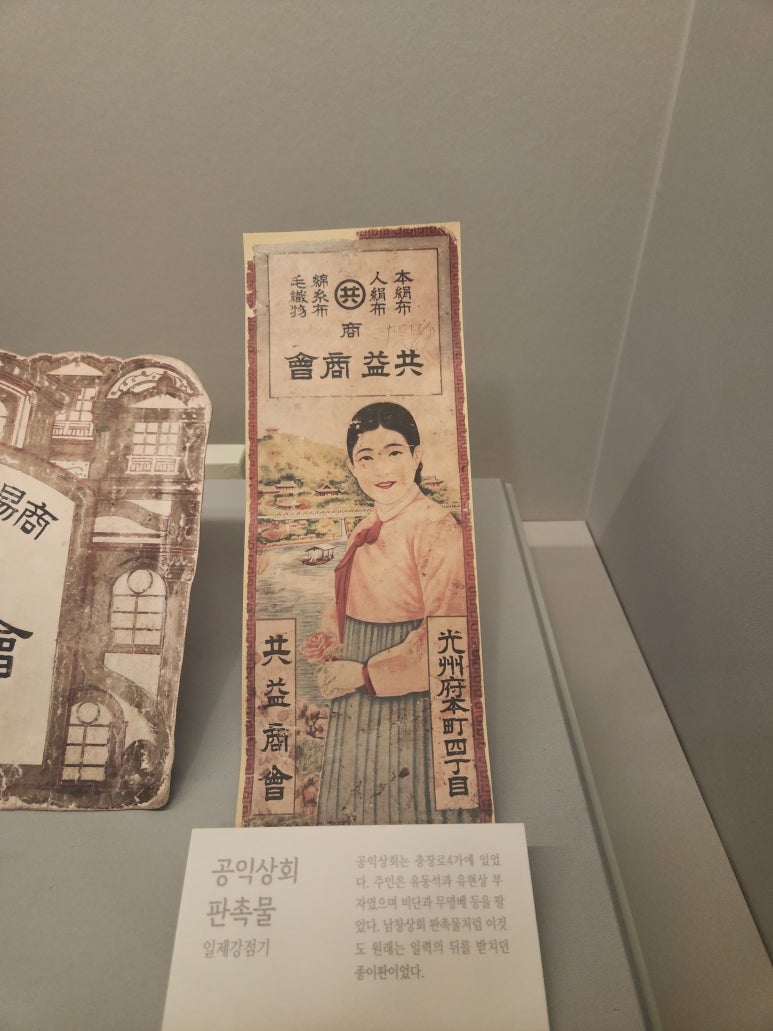 易商
會
本絹布
人絹布
共
商
綿糸布
毛織物
共益商會
光州府本町四丁目
共益商會
공익상회
판촉물
일제강점기
공익상회는 충장로4가에 있었
다. 주인은 유동석과 유현상 부
자였으며 비단과 무명베 등을 팔
았다. 남창상회 판촉물처럼 이것
도 원래는 일력의 뒤를 받치던
종이판이었다.